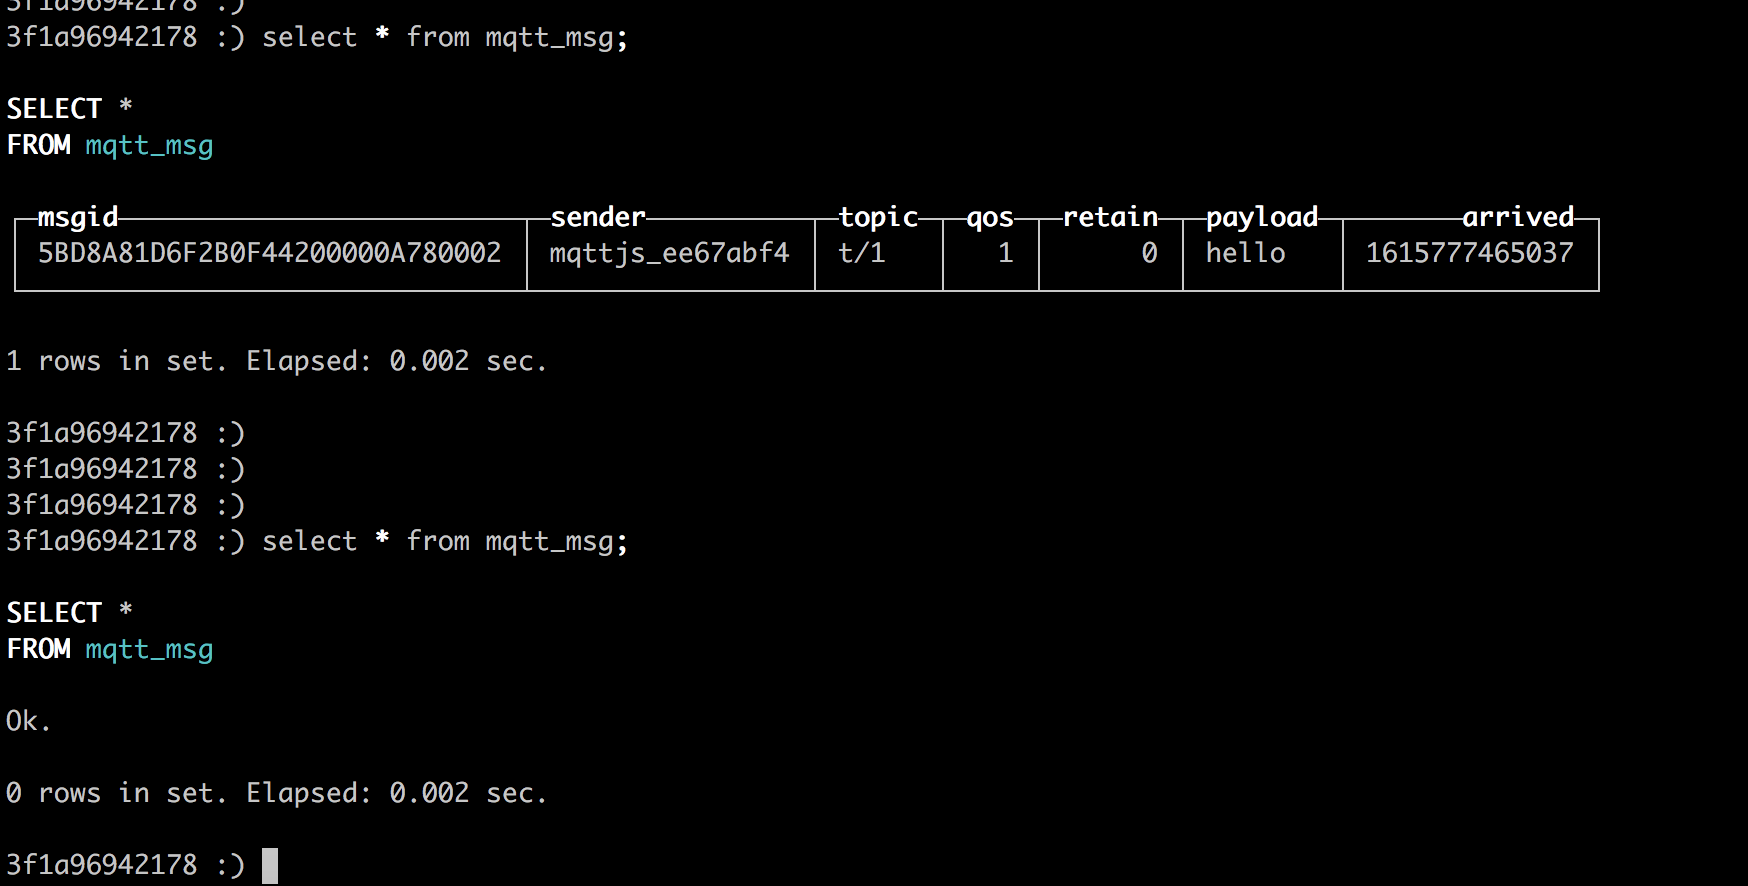 3f1a96942178 :)
3f1a96942178 :) select * from mqtt_msg;
SELECT *
FROM mqtt_msg
msgid sender topic qos retain payload arrived
5BD8A81D6F2B0F44200000A780002 mqttjs_ee67abf4 t/1 1 0 hello 1615777465037
1 rows in set. Elapsed: 0.002 sec.
3f1a96942178 :)
3f1a96942178 :)
3f1a96942178 :)
3f1a96942178 :) select * from mqtt_msg;
SELECT *
FROM mqtt_msg
Ok.
0 rows in set. Elapsed: 0.002 sec.
3f1a96942178 :)